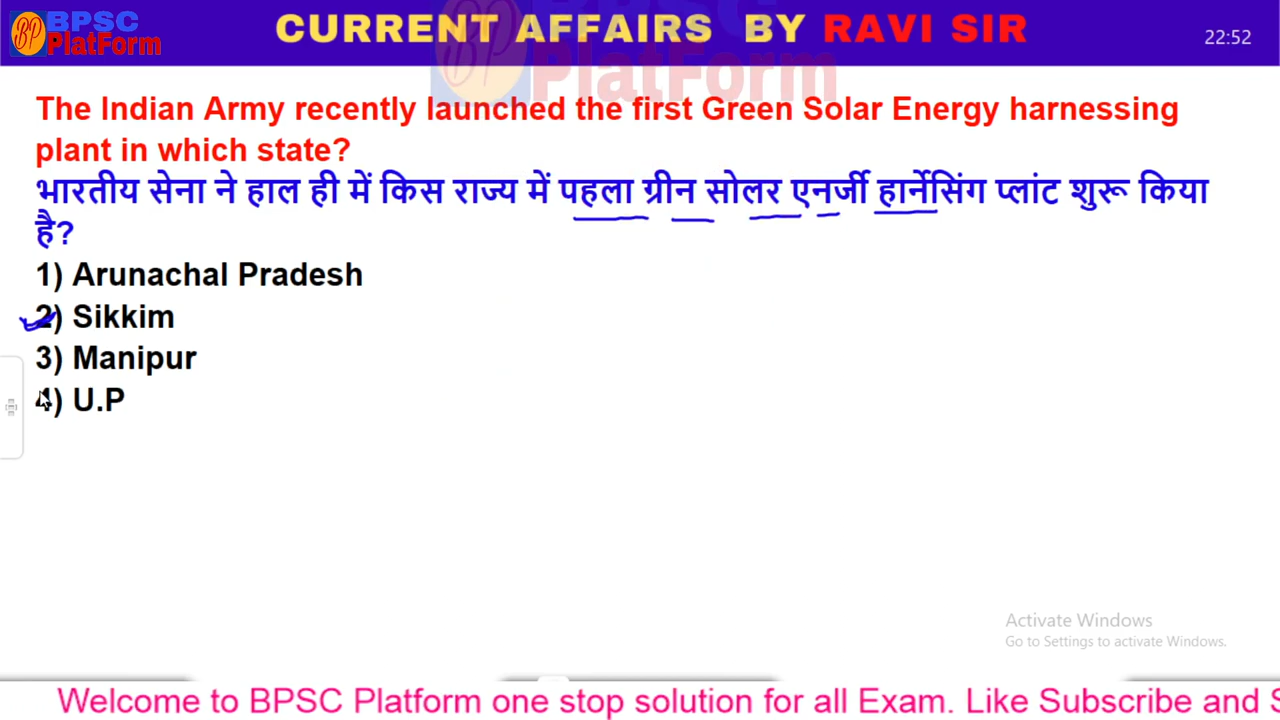 BPSC
PlatForm
BP
CURRENT AFFAIRS BY RAVI SIR
22:52
BPSC
PlatForm
The Indian Army recently launched the first Green Solar Energy harnessing
plant in which state?
भारतीय सेना ने हाल ही में किस राज्य में पहला ग्रीन सोलर एनर्जी हार्नेसिंग प्लांट शुरू किया
है?
1) Arunachal Pradesh
2) Sikkim
3) Manipur
4) U.P
Activate Windows
Go to Settings to activate Windows.
Welcome to BPSC Platform one stop solution for all Exam. Like Subscribe and S